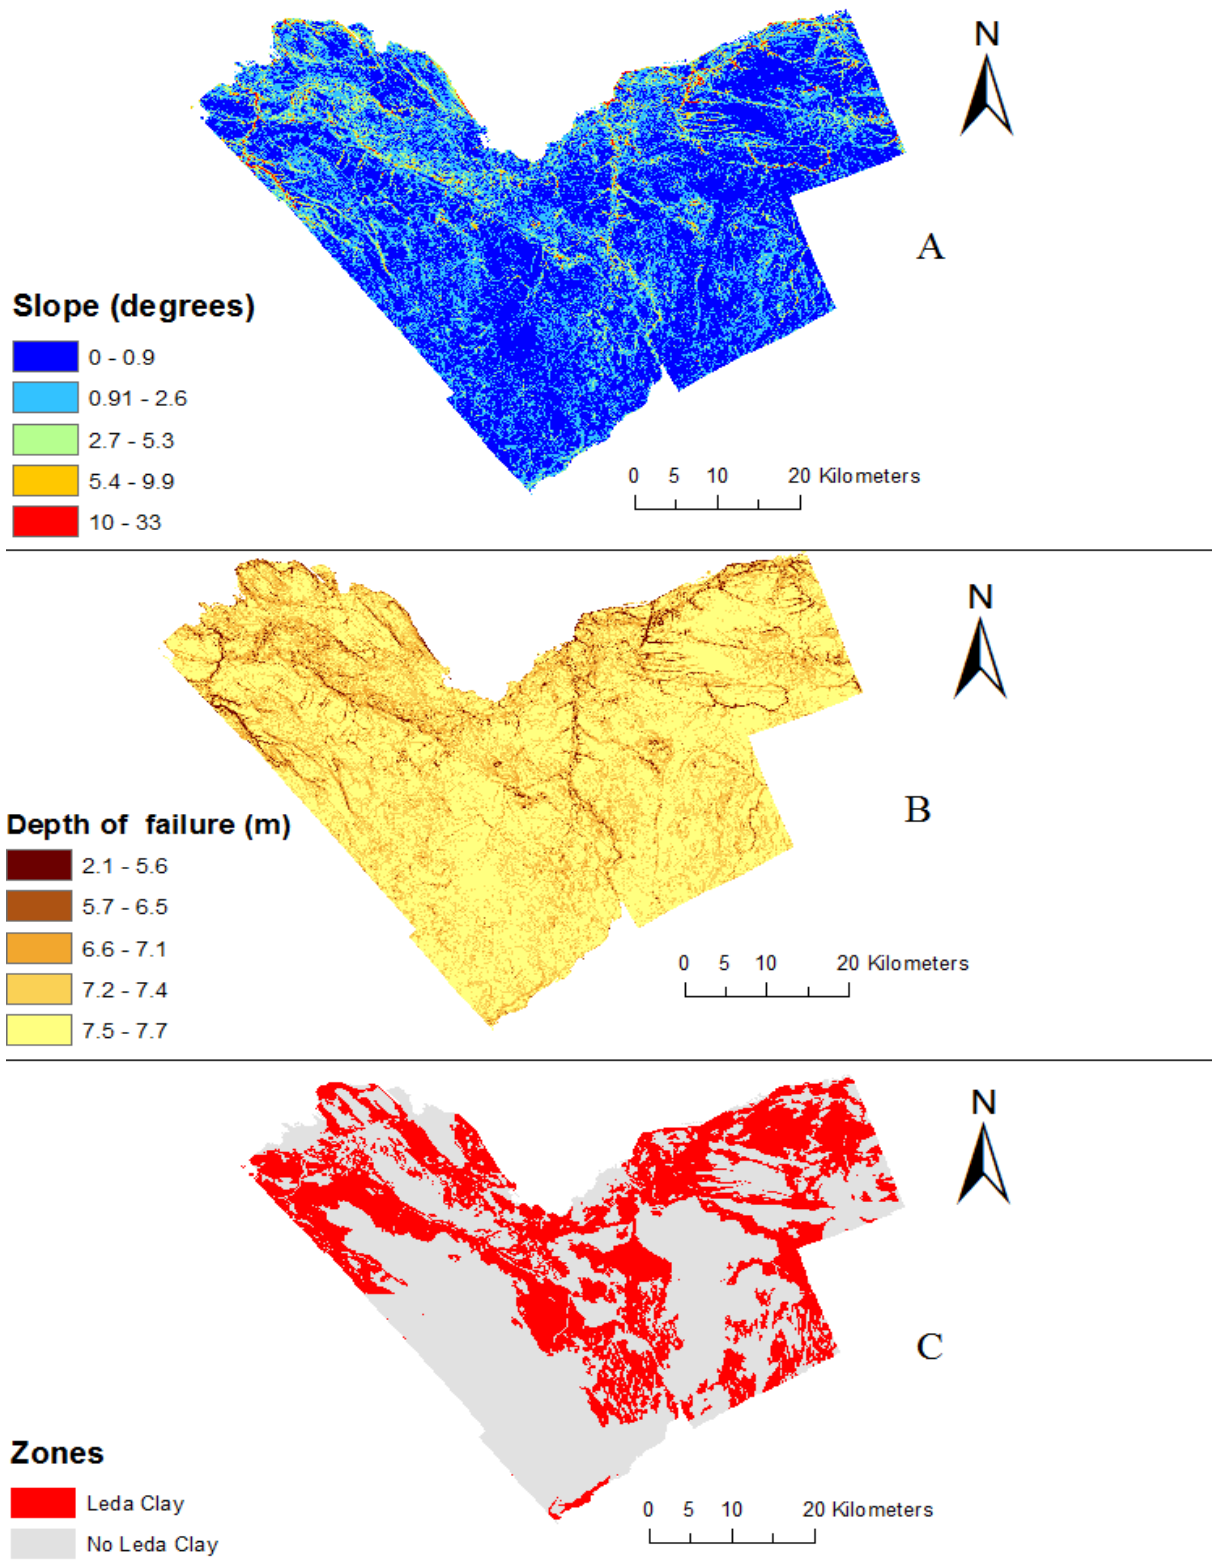 N
A
Slope (degrees)
0 - 0.9
0.91 - 2.6
2.7 - 5.3
5.4 - 9.9
10 - 33
0 5 10 20 Kilometers
N
B
Depth of failure (m)
2.1 - 5.6
5.7 - 6.5
6.6 - 7.1
7.2 - 7.4
7.5 - 7.7
0 5 10 20 Kilometers
N
C
Zones
Leda Clay
No Leda Clay
0 5 10 20 Kilometers